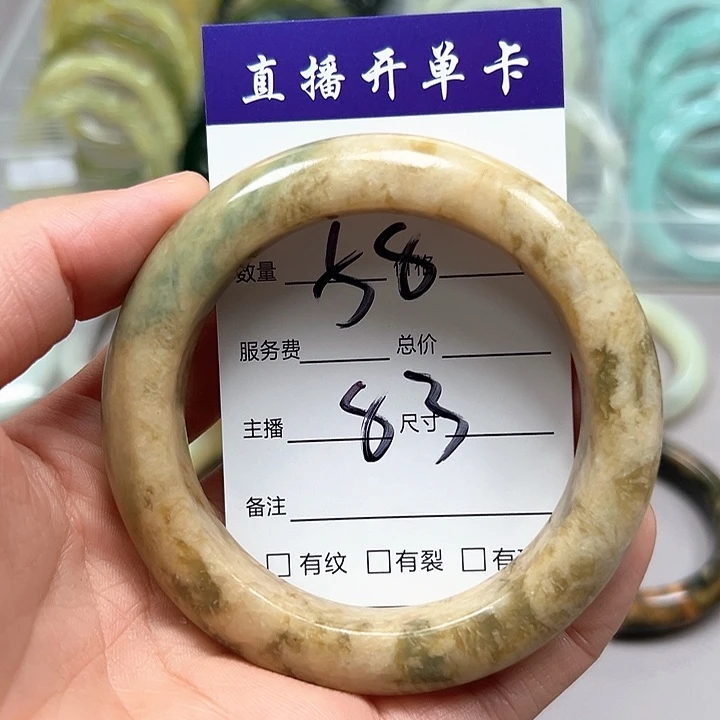 直播开单卡
数量 58 价格
服务费 总价
主播 83 尺寸
备注
□ 有纹 □ 有裂 □ 有